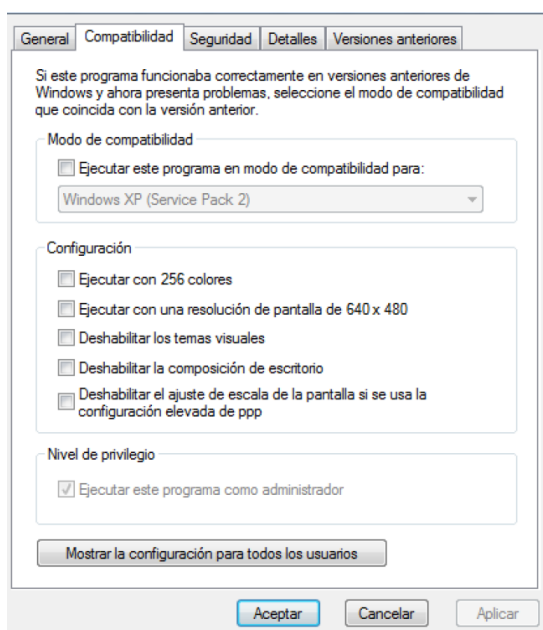 General Compatibilidad Seguridad Detalles Versiones anteriores
Si este programa funcionaba correctamente en versiones anteriores de
Windows y ahora presenta problemas, seleccione el modo de compatibilidad
que coincida con la versión anterior.
Modo de compatibilidad
Ejecutar este programa en modo de compatibilidad para:
Windows XP (Service Pack 2)
Configuración
Ejecutar con 256 colores
Ejecutar con una resolución de pantalla de 640 x 480
Deshabilitar los temas visuales
Deshabilitar la composición de escritorio
Deshabilitar el ajuste de escala de la pantalla si se usa la
configuración elevada de ppp
Nivel de privilegio
Ejecutar este programa como administrador
Mostrar la configuración para todos los usuarios
Aceptar Cancelar Aplicar